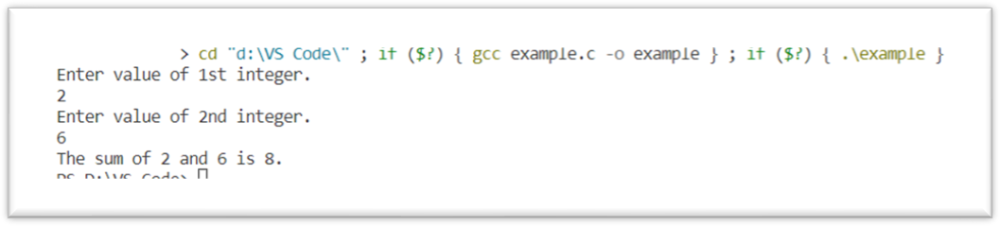 > cd "d:\VS Code\" ; if ($?) { gcc example.c -o example } ; if ($?) { .\example }
Enter value of 1st integer.
2
Enter value of 2nd integer.
6
The sum of 2 and 6 is 8.
PS D:\VS Code>